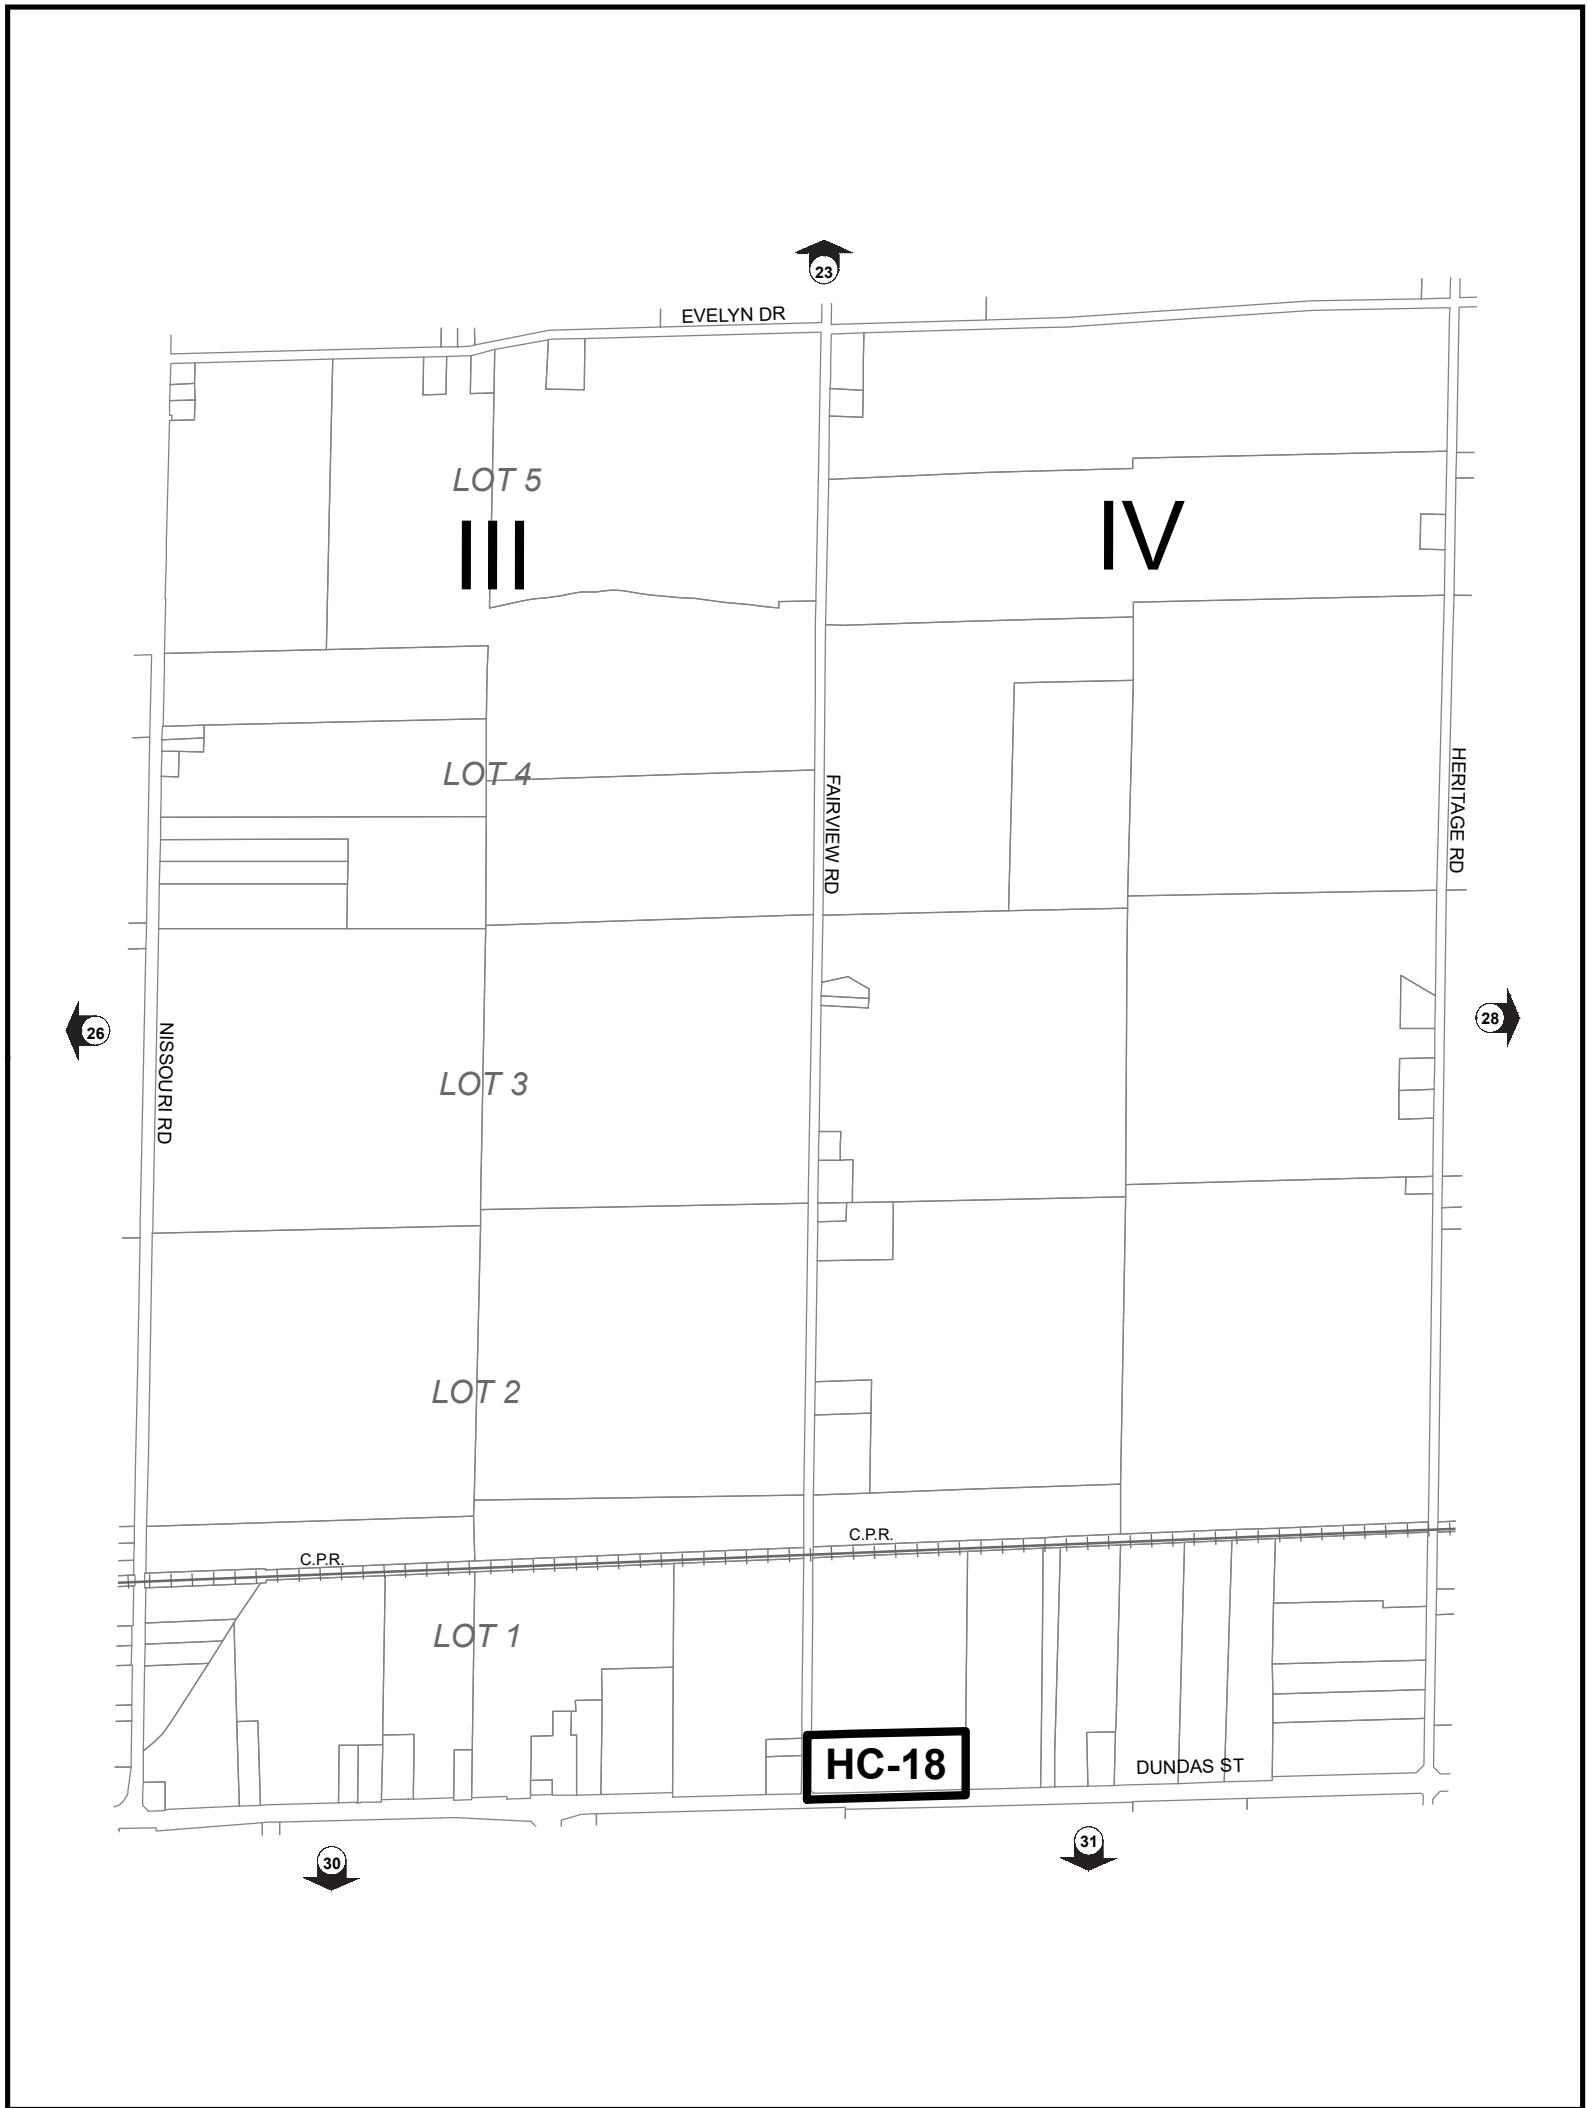 23
EVELYN DR
LOT 5
III
IV
LOT 4
FAIRVIEW RD
HERITAGE RD
26
NISSOURI RD
28
LOT 3
LOT 2
C.P.R.
C.P.R.
LOT 1
HC-18
DUNDAS ST
30
31